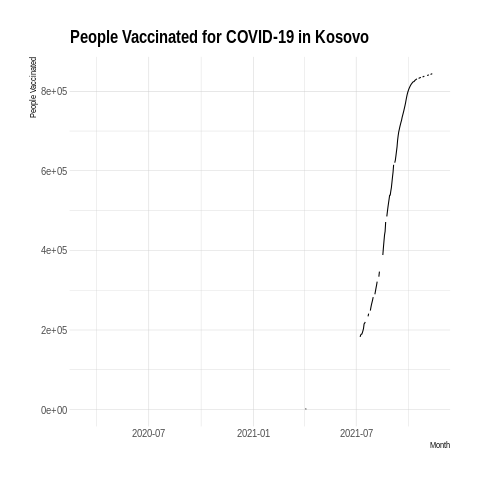 People Vaccinated for COVID-19 in Kosovo
People Vaccinated
8e+05
6e+05
4e+05
2e+05
0e+00
2020-07 2021-01 2021-07
Month